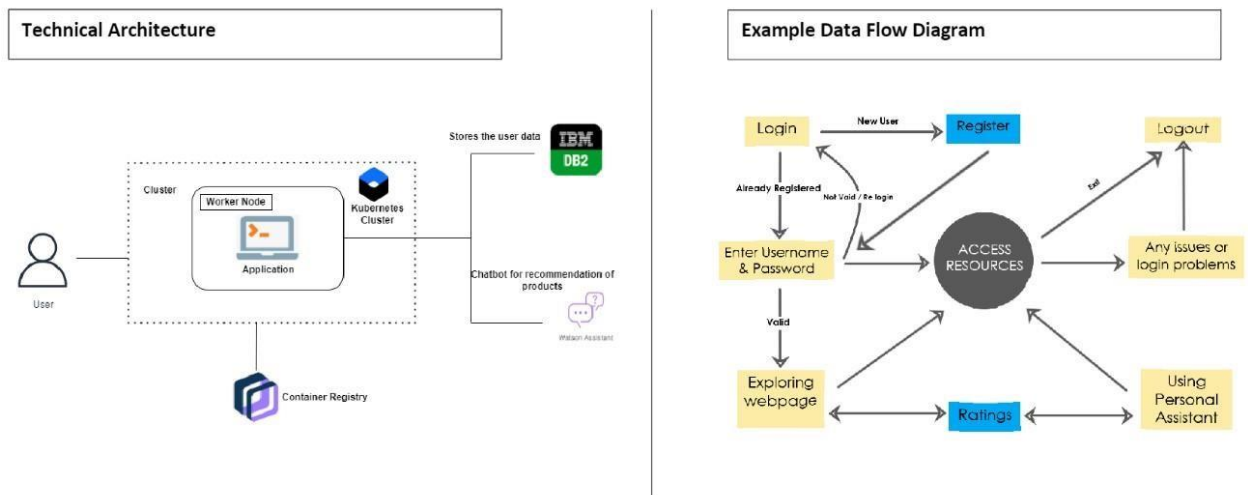 Technical Architecture
Stores the user data
IBM
DB2
Cluster
Worker Node
Kubernetes
Cluster
Application
User
Chatbot for recommendation of
products
Watson Assistant
Container Registry
Example Data Flow Diagram
Login
New User
Register
Logout
Already Registered
Not Vaid / Re login
Exit
Enter Username
& Password
ACCESS
RESOURCES
Any issues or
login problems
Valid
Exploring
webpage
Ratings
Using
Personal
Assistant